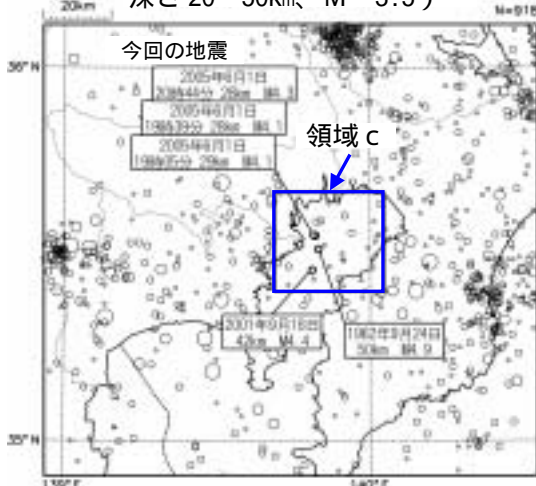 20km
深さ20 50km、M 3.5)
N=918
今回の地震
2005年6月1日
20時44分 28km M4.3
2005年6月1日
19時39分 28km M4.1
2005年6月1日
19時35分 29km M4.1
領域c
2001年9月18日
42km M4.4
1982年9月24日
50km M4.9
36°N
35°N
139°E
140°E